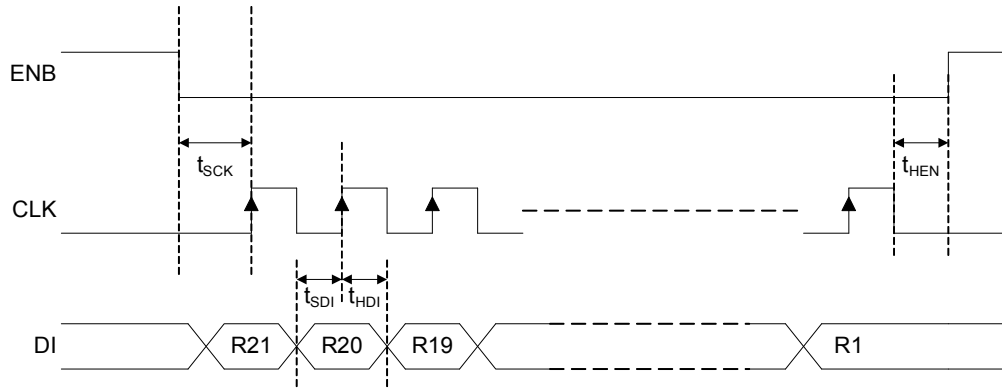 ENB
tSCK
tHEN
CLK
tSDI tHDI
DI R21 R20 R19 R1